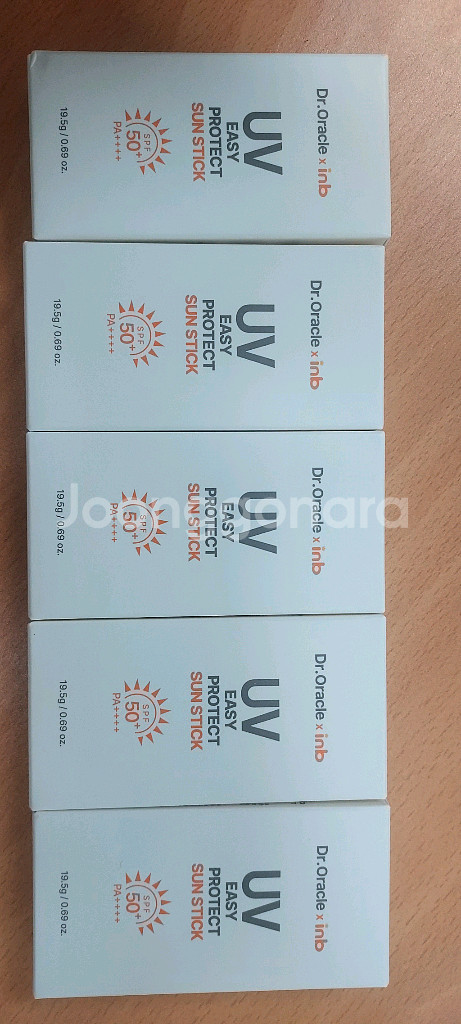 Dr.Oracle x inb
UV
EASY
PROTECT
SUN STICK
SPF
50+
PA++++
19.5g / 0.69 oz.
Dr.Oracle x inb
UV
EASY
PROTECT
SUN STICK
SPF
50+
PA++++
19.5g / 0.69 oz.
Dr.Oracle x inb
UV
EASY
PROTECT
SUN STICK
SPF
50+
PA++++
19.5g / 0.69 oz.
Joonggonara
Dr.Oracle x inb
UV
EASY
PROTECT
SUN STICK
SPF
50+
PA++++
19.5g / 0.69 oz.
Dr.Oracle x inb
UV
EASY
PROTECT
SUN STICK
SPF
50+
PA++++
19.5g / 0.69 oz.